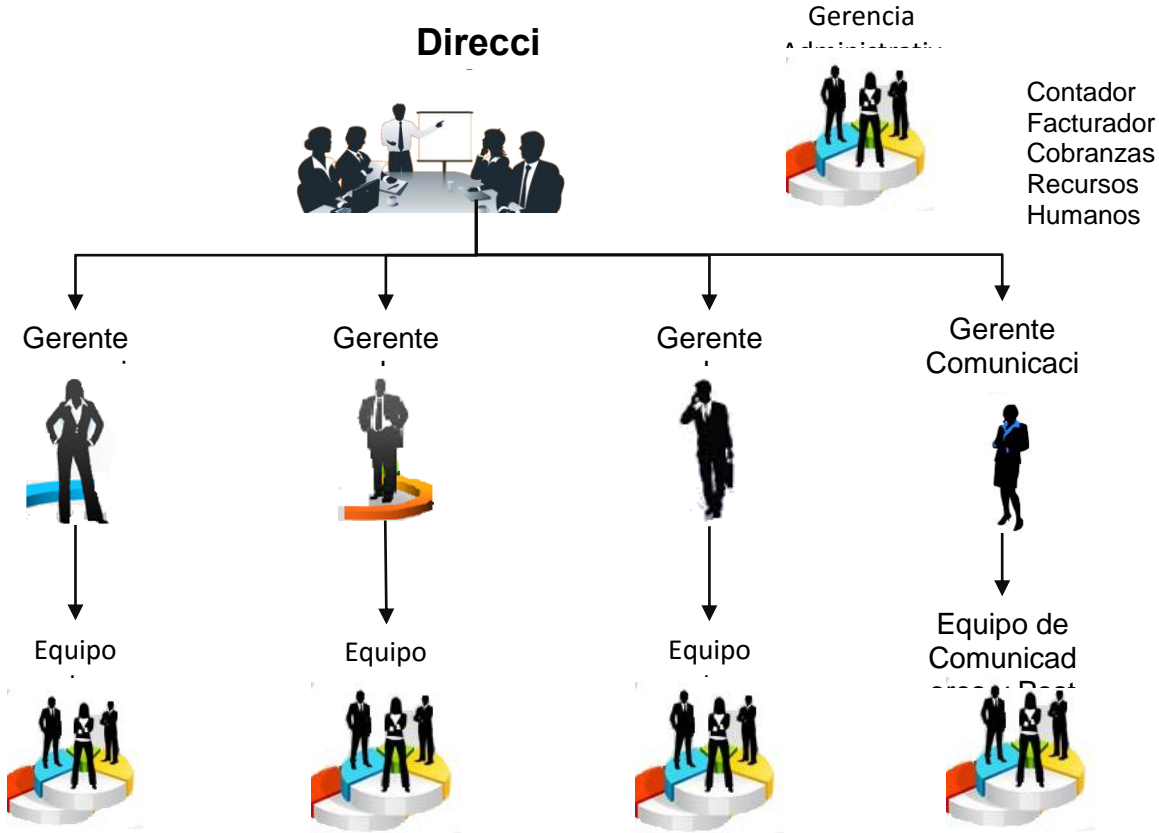 Direcci
Gerencia
Contador
Facturador
Cobranzas
Recursos
Humanos
Gerente
Gerente
Gerente
Gerente
Comunicaci
Equipo
Equipo
Equipo
Equipo de
Comunicad